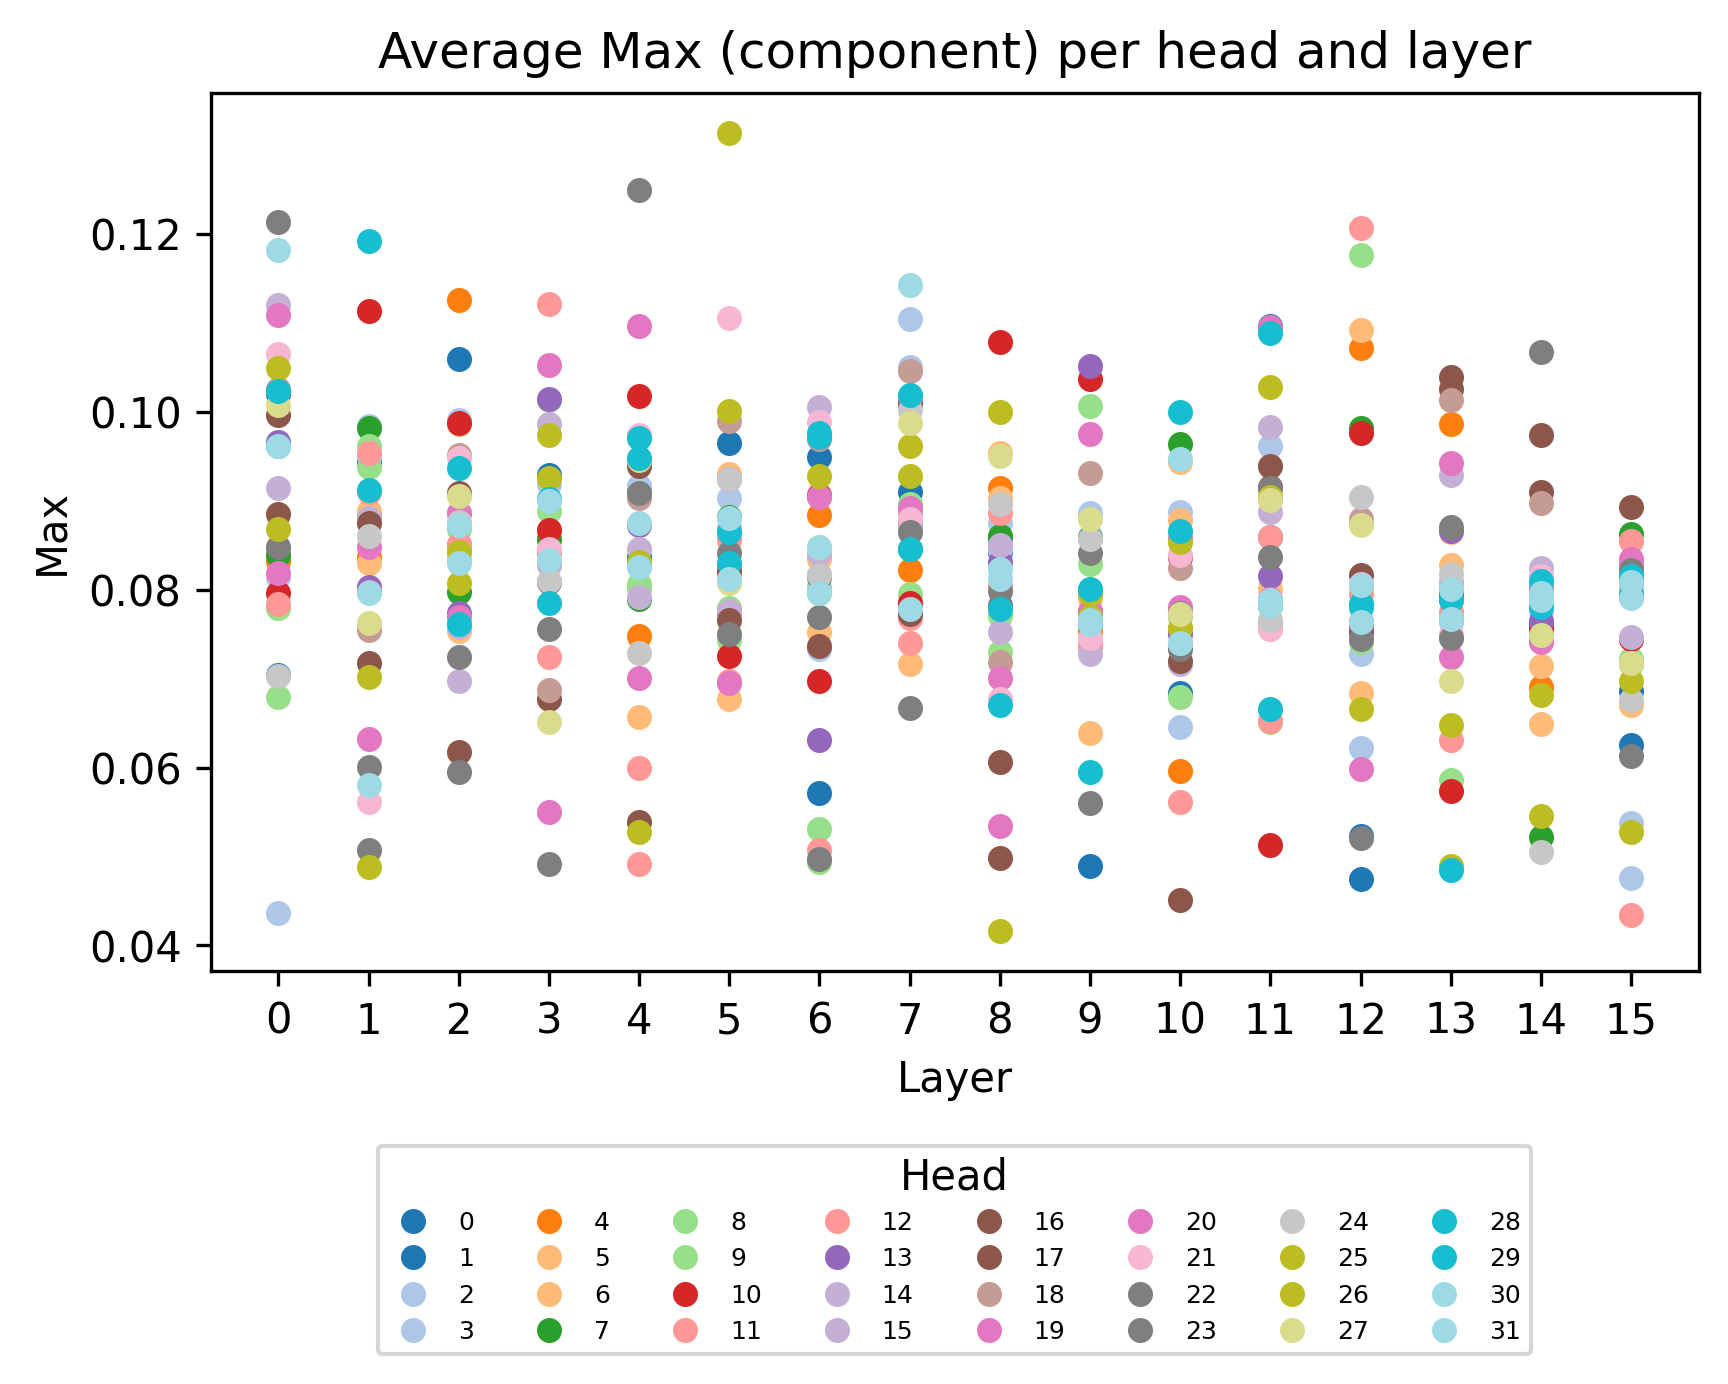 Average Max (component) per head and layer
Max
0.12
0.10
0.08
0.06
0.04
0 1 2 3 4 5 6 7 8 9 10 11 12 13 14 15
Layer
Head
0 4 8 12 16 20 24 28
1 5 9 13 17 21 25 29
2 6 10 14 18 22 26 30
3 7 11 15 19 23 27 31